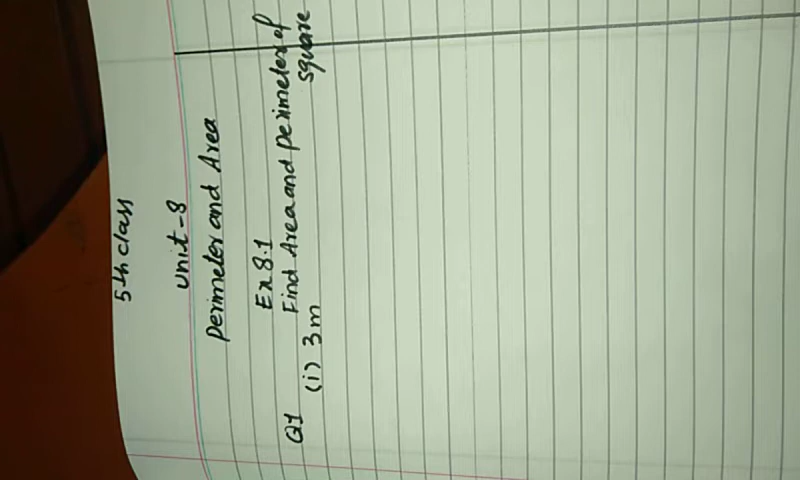 5th class
Unit-8
Perimeter and Area
Ex 8.1
Q1 Find Area and perimeter of
square
(i) 3m